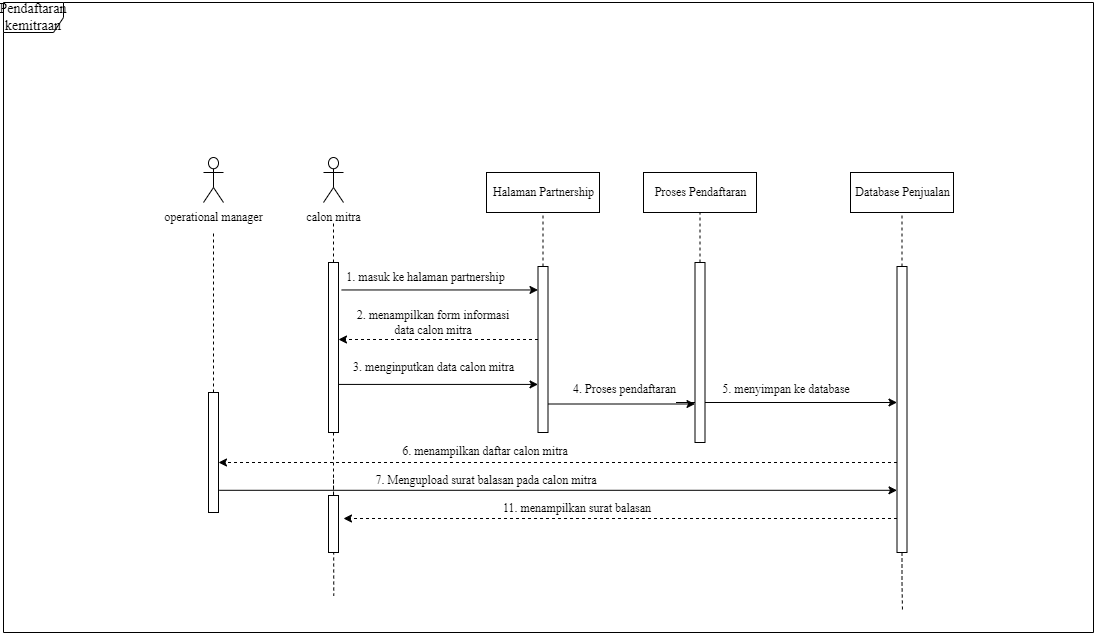 Pendaftaran
kemitraan
operational manager
calon mitra
Halaman Partnership
Proses Pendaftaran
Database Penjualan
1. masuk ke halaman partnership
2. menampilkan form informasi
data calon mitra
3. menginputkan data calon mitra
4. Proses pendaftaran
5. menyimpan ke database
6. menampilkan daftar calon mitra
7. Mengupload surat balasan pada calon mitra
11. menampilkan surat balasan